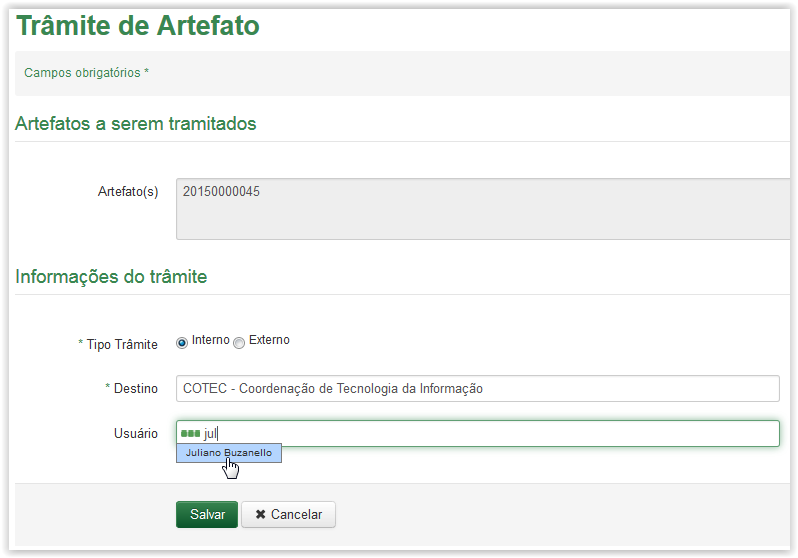 Trâmite de Artefato
Campos obrigatórios *
Artefatos a serem tramitados
Artefato(s)
20150000045
Informações do trâmite
* Tipo Trâmite Interno Externo
* Destino COTEC - Coordenação de Tecnologia da Informação
Usuário jul
Juliano Buzanello
Salvar ✖ Cancelar